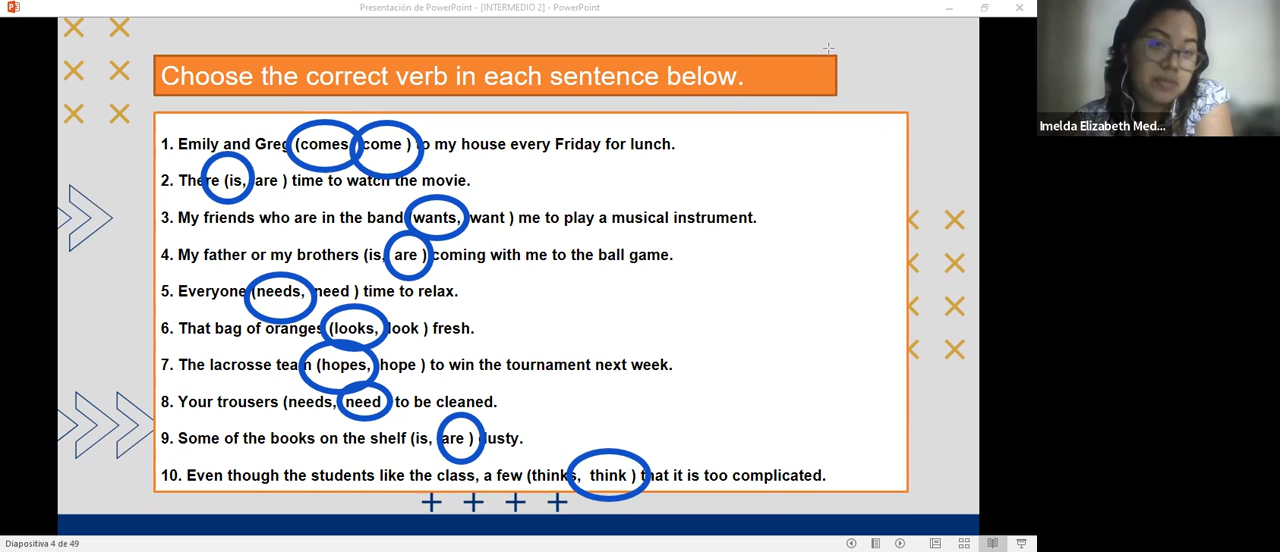 Presentación de PowerPoint - [INTERMEDIO 2] - PowerPoint
Choose the correct verb in each sentence below.
1. Emily and Greg (comes, come ) to my house every Friday for lunch.
2. There (is, are ) time to watch the movie.
3. My friends who are in the band (wants, want ) me to play a musical instrument.
4. My father or my brothers (is, are ) coming with me to the ball game.
5. Everyone (needs, need ) time to relax.
6. That bag of oranges (looks, look ) fresh.
7. The lacrosse team (hopes, hope ) to win the tournament next week.
8. Your trousers (needs, need ) to be cleaned.
9. Some of the books on the shelf (is, are ) dusty.
10. Even though the students like the class, a few (thinks, think ) that it is too complicated.
Imelda Elizabeth Med...
Diapositiva 4 de 49